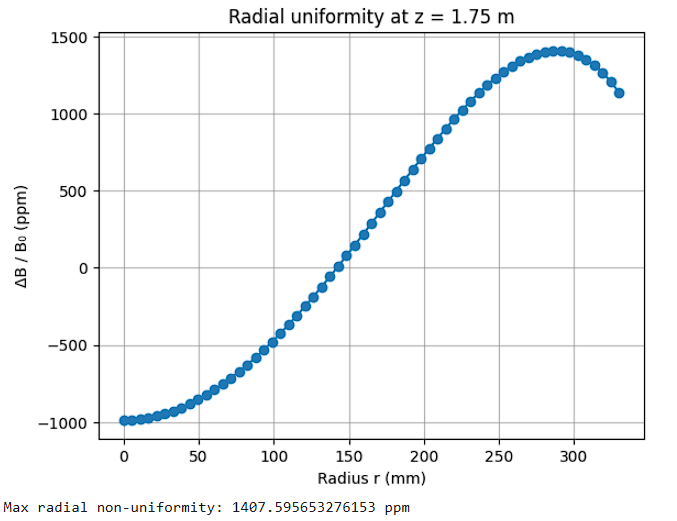 Radial uniformity at z = 1.75 m
1500
1000
500
0
−500
−1000
ΔB / B₀ (ppm)
0 50 100 150 200 250 300
Radius r (mm)
Max radial non-uniformity: 1407.595653276153 ppm